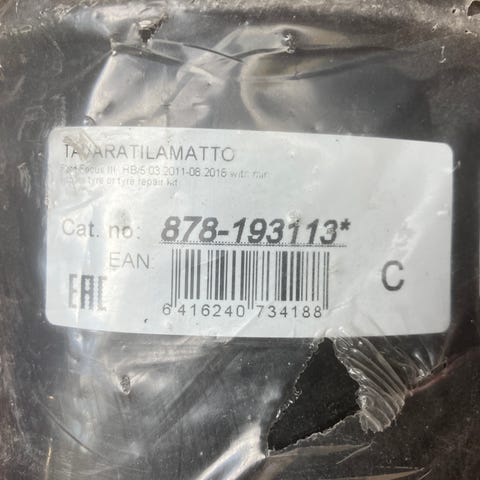 TAVARATILAMATTO
Ford Focus III HB/5 03.2011-08.2016 with mini
tyre or tyre repair kit
Cat. no: 878-193113*
EAN
EAC
C
6 416240 734188